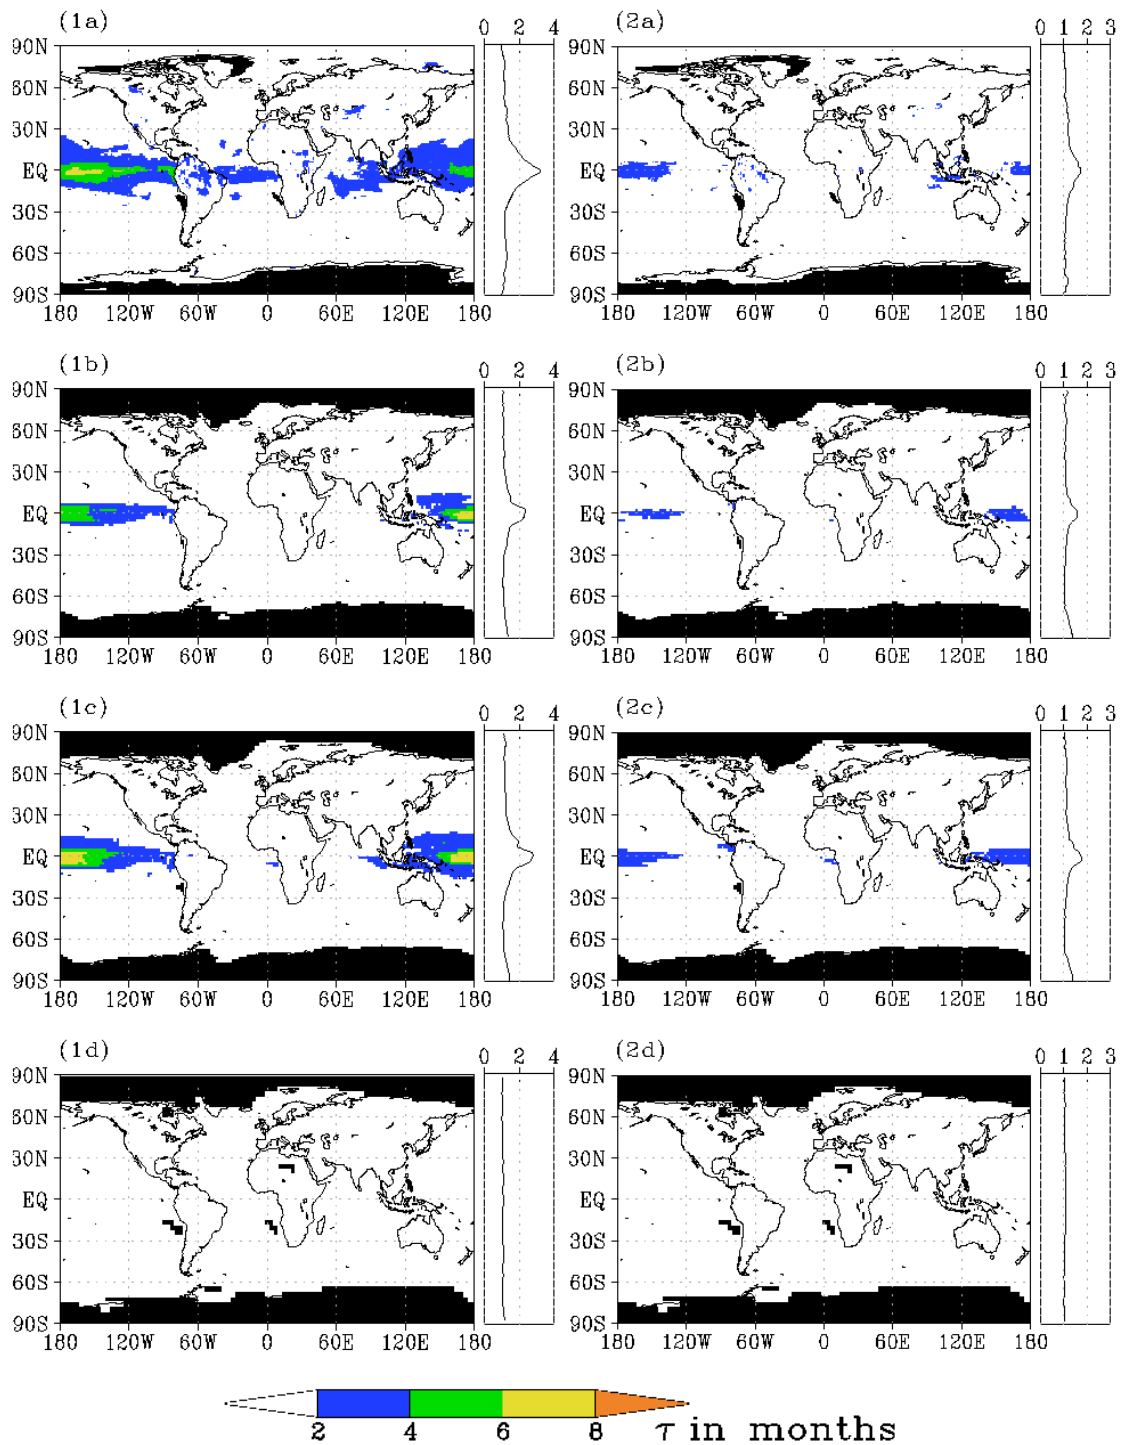 (1a) (2a)
0 2 4 0 1 2 3
90N 90N
60N 60N
30N 30N
EQ EQ
30S 30S
60S 60S
90S 90S
180 120W 60W 0 60E 120E 180 180 120W 60W 0 60E 120E 180
(1b) (2b)
0 2 4 0 1 2 3
90N 90N
60N 60N
30N 30N
EQ EQ
30S 30S
60S 60S
90S 90S
180 120W 60W 0 60E 120E 180 180 120W 60W 0 60E 120E 180
(1c) (2c)
0 2 4 0 1 2 3
90N 90N
60N 60N
30N 30N
EQ EQ
30S 30S
60S 60S
90S 90S
180 120W 60W 0 60E 120E 180 180 120W 60W 0 60E 120E 180
(1d) (2d)
0 2 4 0 1 2 3
90N 90N
60N 60N
30N 30N
EQ EQ
30S 30S
60S 60S
90S 90S
180 120W 60W 0 60E 120E 180 180 120W 60W 0 60E 120E 180
2 4 6 8 τ in months